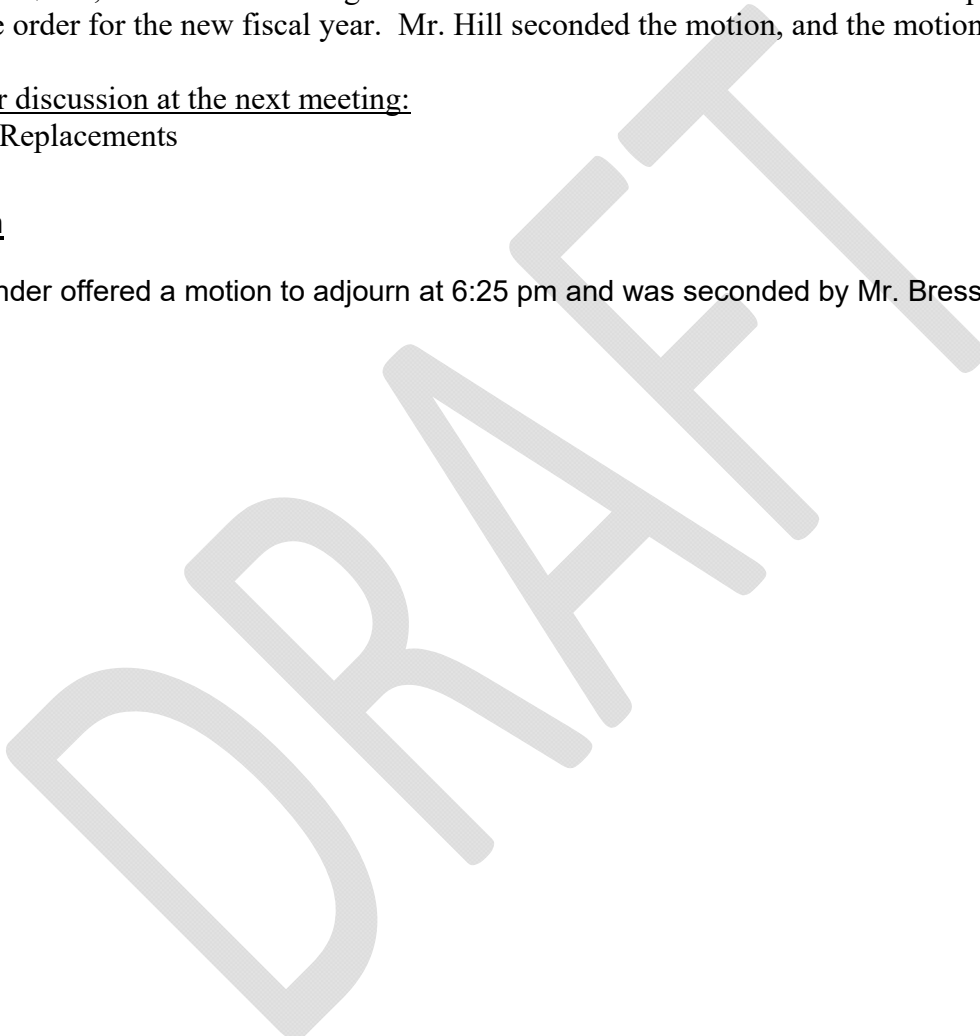 e order for the new fiscal year. Mr. Hill seconded the motion, and the motion
r discussion at the next meeting:
Replacements
nder offered a motion to adjourn at 6:25 pm and was seconded by Mr. Bress
DRAFT